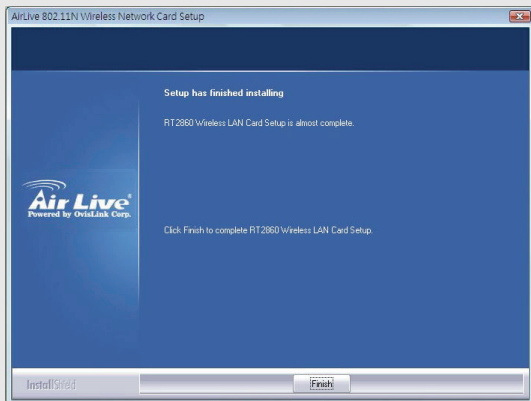 AirLive 802.11N Wireless Network Card Setup
Setup has finished installing
RT2860 Wireless LAN Card Setup is almost complete.
Air Live
Powered by OvisLink Corp.
Click Finish to complete RT2860 Wireless LAN Card Setup.
InstallShield
Finish